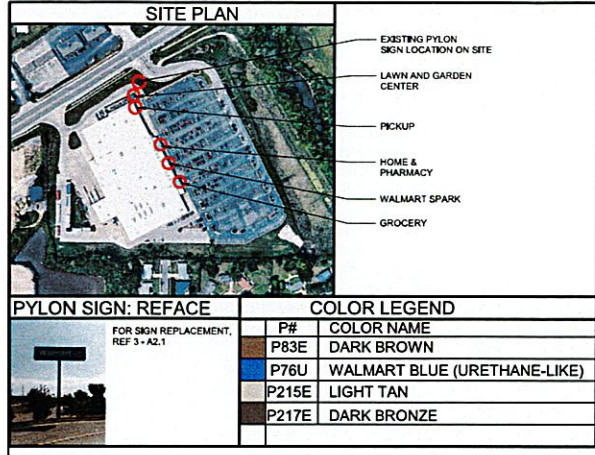 SITE PLAN
EXISTING PYLON
SIGN LOCATION ON SITE
LAWN AND GARDEN
CENTER
PICKUP
HOME &
PHARMACY
WALMART SPARK
GROCERY
PYLON SIGN: REFACE
FOR SIGN REPLACEMENT,
REF 3 - A2.1
COLOR LEGEND
P# COLOR NAME
P83E DARK BROWN
P76U WALMART BLUE (URETHANE-LIKE)
P215E LIGHT TAN
P217E DARK BRONZE